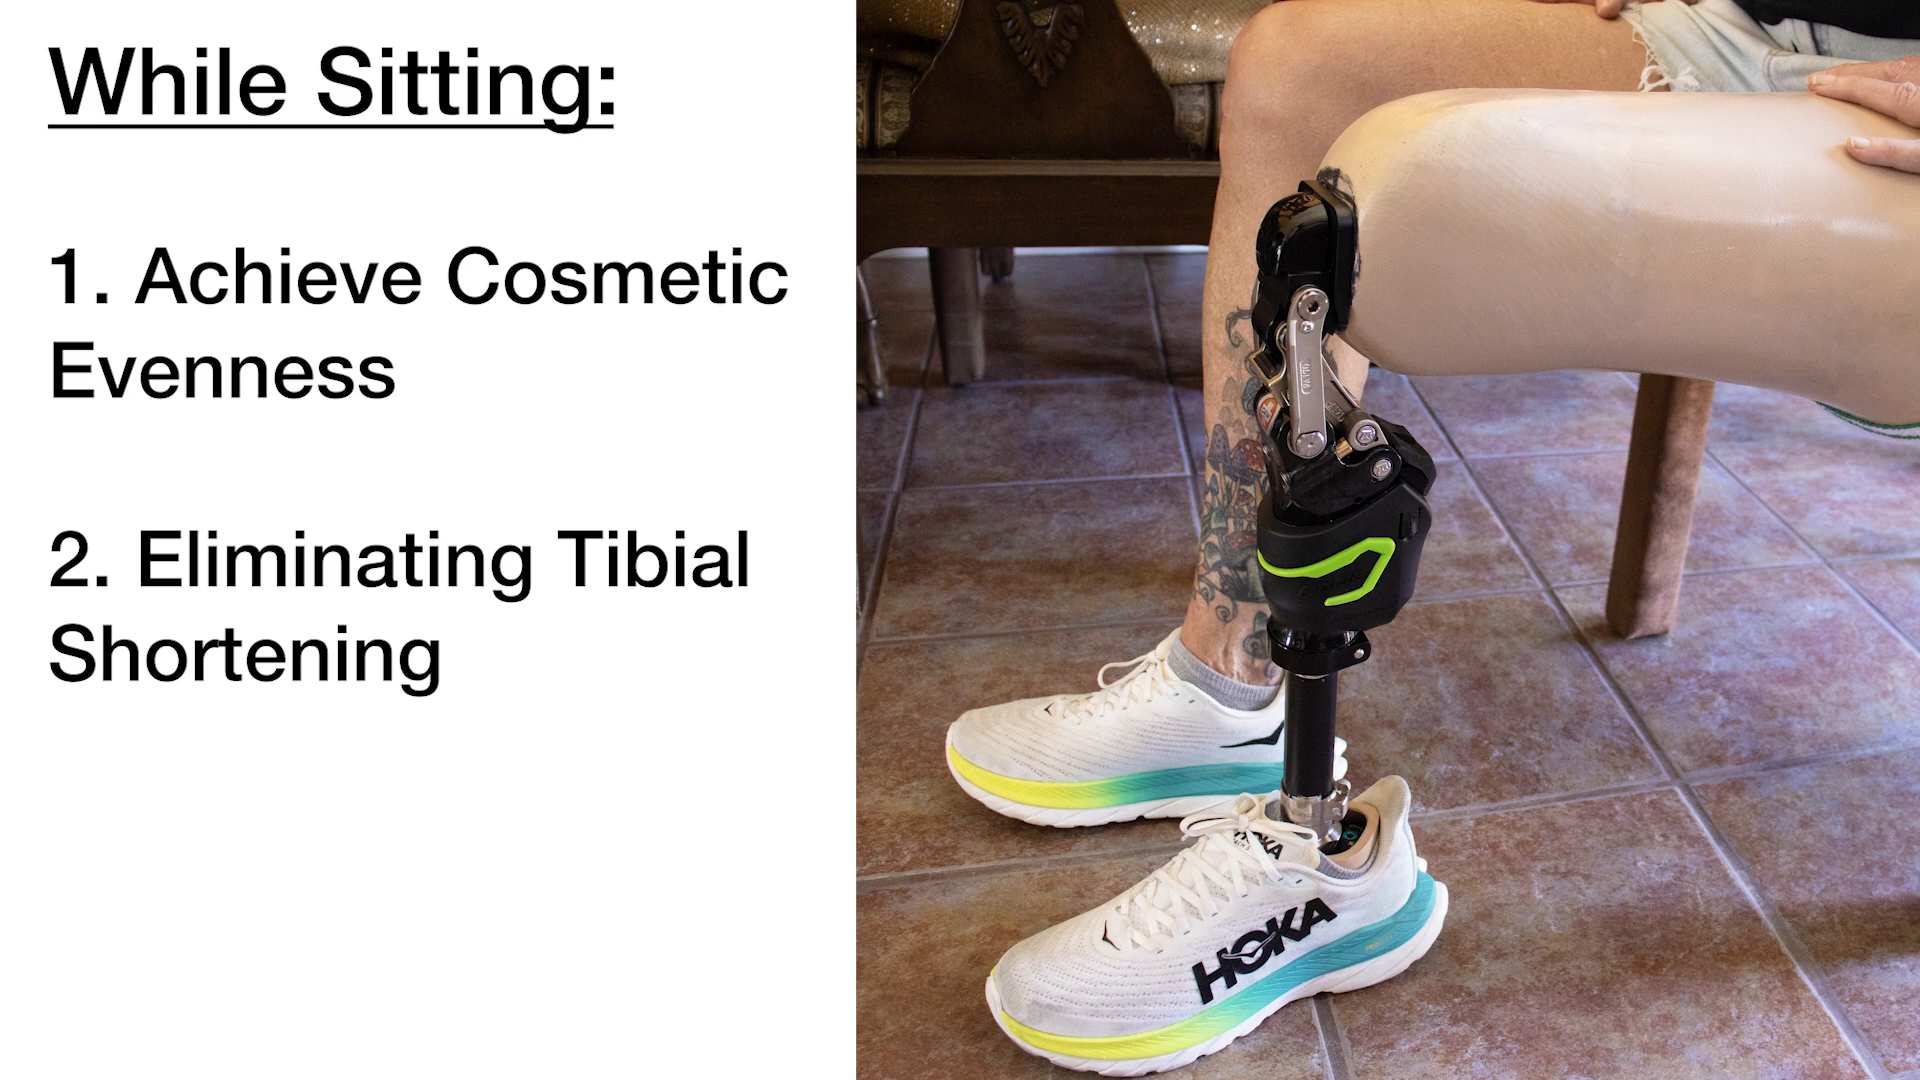 While Sitting:
1. Achieve Cosmetic
Evenness
2. Eliminating Tibial
Shortening
HOKA